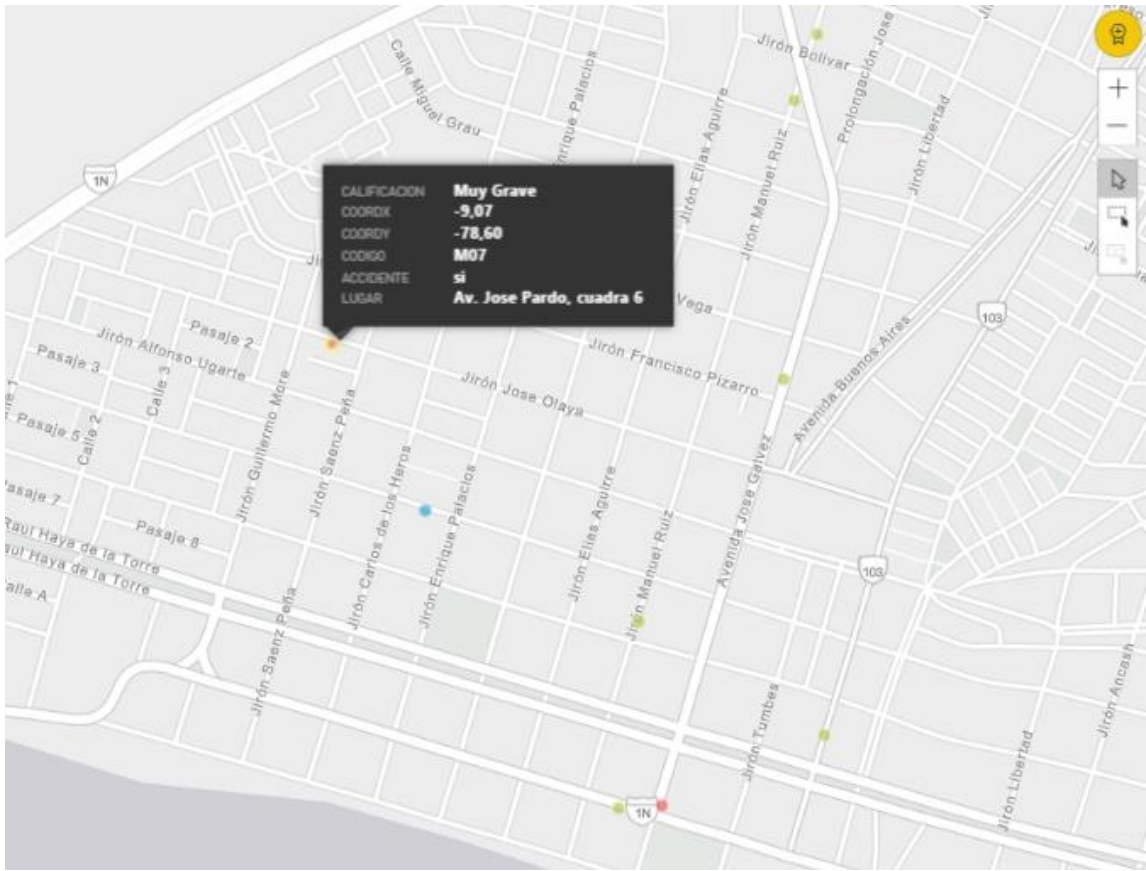 Jirón Bolivar
Prolongación Jose
Jirón Libertad
Calle Miguel Grau
Enrique Palacios
Jirón Elias Aguirre
Jirón Manuel Ruiz
1N
CALIFICACION Muy Grave
COORDX -9,07
COORDY -78,60
CODIGO M07
ACCIDENTE si
LUGAR Av. Jose Pardo, cuadra 6
Vega
103
Pasaje 2
Jirón Alfonso Ugarte
Pasaje 3
Calle 3
Calle 2
Pasaje 5
Jirón Guillermo More
Jirón Saenz Peña
Jirón Jose Olaya
Jirón Francisco Pizarro
Avenida Buenos Aires
Pasaje 7
Pasaje 8
Raul Haya de la Torre
Raul Haya de la Torre
Calle A
Jirón Carlos de los Heros
Jirón Enrique Palacios
Jirón Elias Aguirre
Jirón Manuel Ruiz
Avenida Jose Galvez
103
Jirón Saenz Peña
Jirón Tumbes
Jirón Libertad
Jirón Ancash
1N